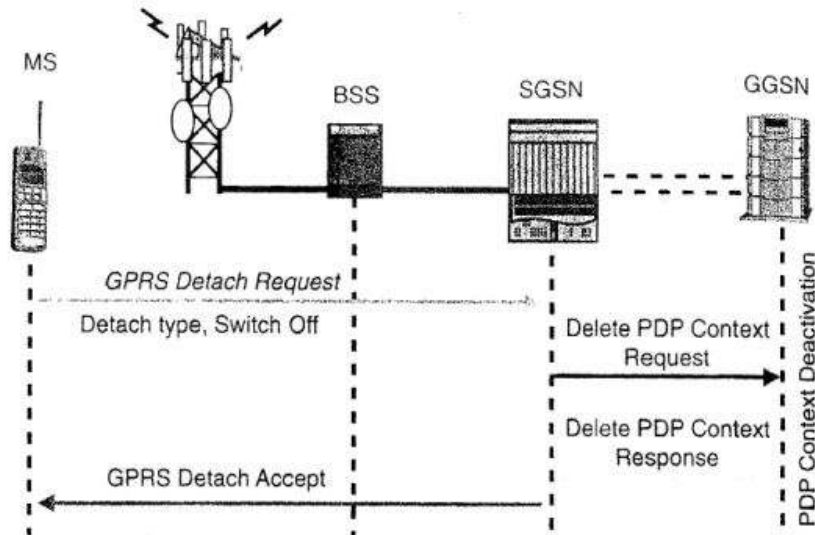 MS
BSS
SGSN
GGSN
GPRS Detach Request
Detach type, Switch Off
Delete PDP Context
Request
Delete PDP Context
Response
GPRS Detach Accept
PDP Context Deactivation